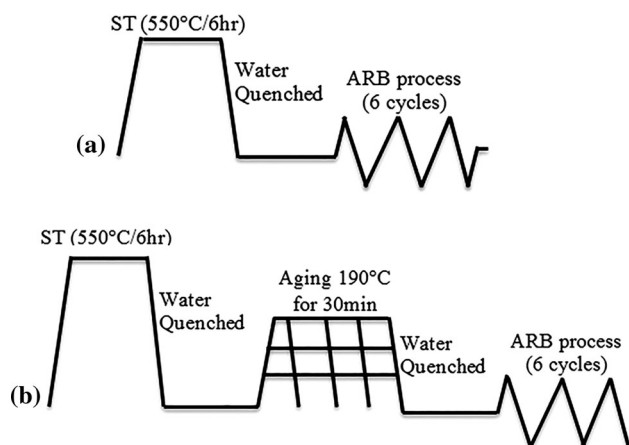 ST (550°C/6hr)
Water
Quenched
ARB process
(6 cycles)
(a)
ST (550°C/6hr)
Water
Quenched
Aging 190°C
for 30min
Water
Quenched
ARB process
(6 cycles)
(b)